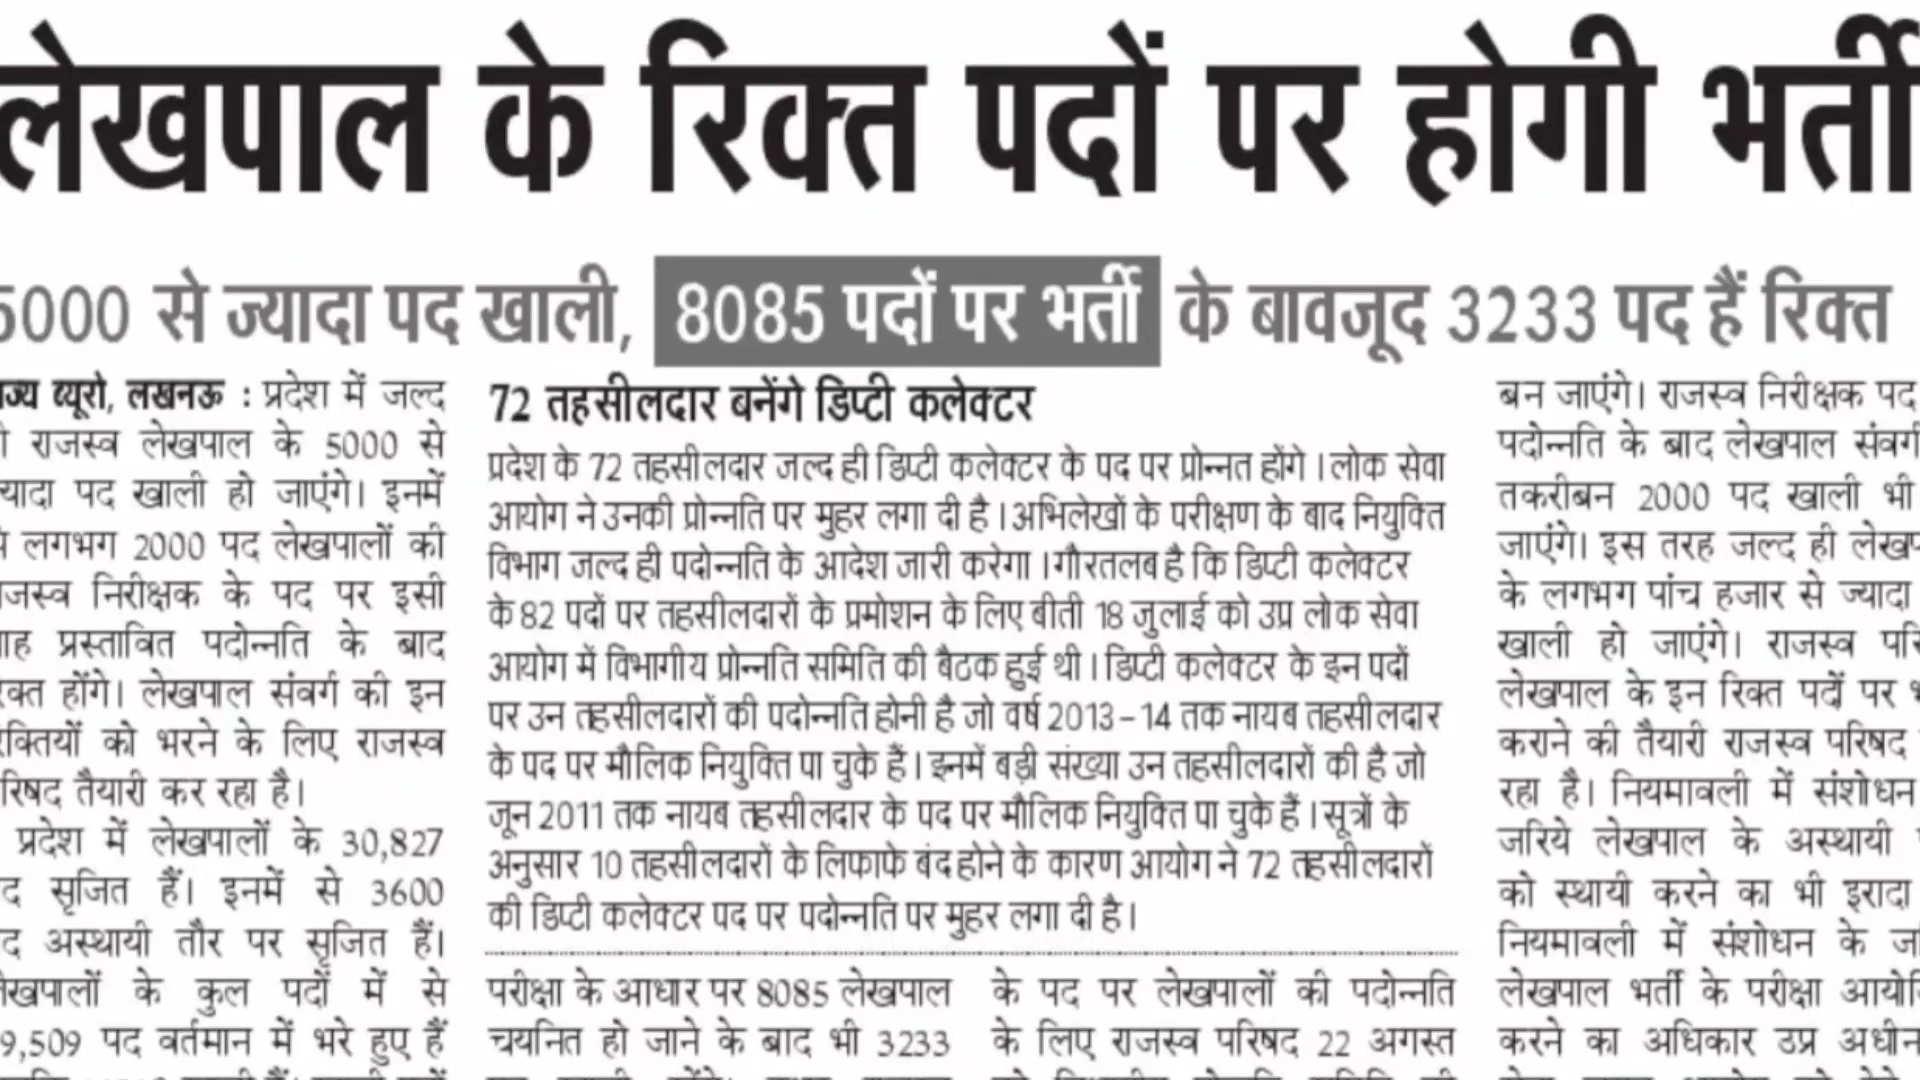 लेखपाल के रिक्त पदों पर होगी भर्ती
5000 से ज्यादा पद खाली, 8085 पदों पर भर्ती के बावजूद 3233 पद हैं रिक्त
ब्यूरो, लखनऊ : प्रदेश में जल्द
राजस्व लेखपाल के 5000 से
पद खाली हो जाएंगे। इनमें
लगभग 2000 पद लेखपालों की
निरीक्षक के पद पर इसी
प्रस्तावित पदोन्नति के बाद
होंगे। लेखपाल संवर्ग की इन
को भरने के लिए राजस्व
तैयारी कर रहा है।
प्रदेश में लेखपालों के 30,827
सृजित हैं। इनमें से 3600
अस्थायी तौर पर सृजित हैं।
के कुल पदों में से
9,509 पद वर्तमान में भरे हुए हैं
72 तहसीलदार बनेंगे डिप्टी कलेक्टर
प्रदेश के 72 तहसीलदार जल्द ही डिप्टी कलेक्टर के पद पर प्रोन्नत होंगे। लोक सेवा
आयोग ने उनकी प्रोन्नति पर मुहर लगा दी है। अभिलेखों के परीक्षण के बाद नियुक्ति
विभाग जल्द ही पदोन्नति के आदेश जारी करेगा। गौरतलब है कि डिप्टी कलेक्टर
के 82 पदों पर तहसीलदारों के प्रमोशन के लिए बीती 18 जुलाई को उप्र लोक सेवा
आयोग में विभागीय प्रोन्नति समिति की बैठक हुई थी। डिप्टी कलेक्टर के इन पदों
पर उन तहसीलदारों की पदोन्नति होनी है जो वर्ष 2013-14 तक नायब तहसीलदार
के पद पर मौलिक नियुक्ति पा चुके हैं। इनमें बड़ी संख्या उन तहसीलदारों की है जो
जून 2011 तक नायब तहसीलदार के पद पर मौलिक नियुक्ति पा चुके हैं। सूत्रों के
अनुसार 10 तहसीलदारों के लिफाफे बंद होने के कारण आयोग ने 72 तहसीलदारों
की डिप्टी कलेक्टर पद पर पदोन्नति पर मुहर लगा दी है।
परीक्षा के आधार पर 8085 लेखपाल
चयनित हो जाने के बाद भी 3233
के पद पर लेखपालों की पदोन्नति
के लिए राजस्व परिषद 22 अगस्त
बन जाएंगे। राजस्व निरीक्षक पद
पदोन्नति के बाद लेखपाल संवर्ग
तकरीबन 2000 पद खाली भी
जाएंगे। इस तरह जल्द ही
के लगभग पांच हजार से ज्यादा
खाली हो जाएंगे। राजस्व
लेखपाल के इन रिक्त पदों पर
कराने की तैयारी राजस्व परिषद
रहा है। नियमावली में संशोधन
जरिये लेखपाल के अस्थायी
को स्थायी करने का भी इरादा
नियमावली में संशोधन के
लेखपाल भर्ती के परीक्षा
करने का अधिकार उप्र